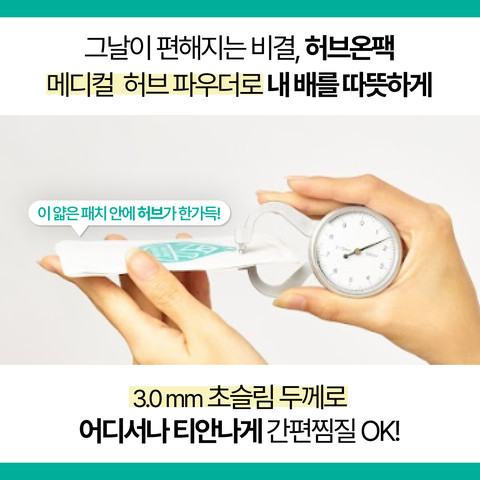 그날이 편해지는 비결, 허브온팩
메디컬 허브 파우더로 내 배를 따뜻하게
이 얇은 패치 안에 허브가 한가득!
3.0 mm 초슬림 두께로
어디서나 티안나게 간편찜질 OK!